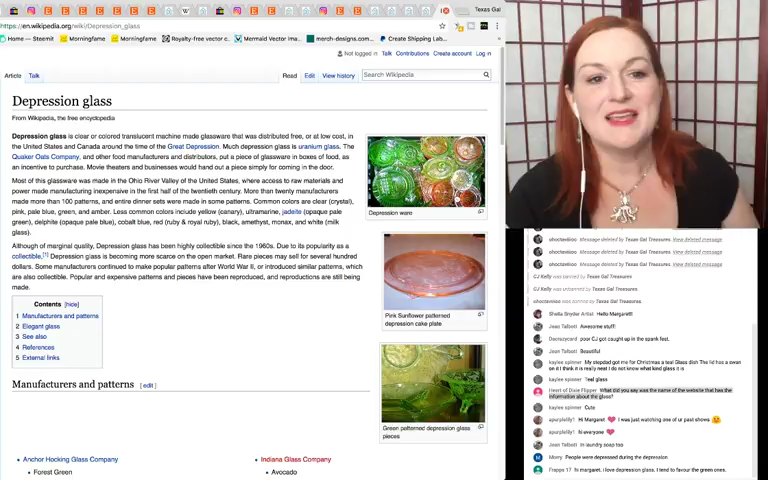 Texas Gal
https://en.wikipedia.org/wiki/Depression_glass
Home — Steemit
Morningfame
Morningfame
Royalty-free vector c...
Mermaid Vector Ima...
merch-designs.com...
Create Shipping Lab...
Not logged in Talk Contributions Create account Log in
Article Talk
Read Edit View history
Search Wikipedia
Depression glass
From Wikipedia, the free encyclopedia
Depression glass is clear or colored translucent machine made glassware that was distributed free, or at low cost, in
the United States and Canada around the time of the Great Depression. Much depression glass is uranium glass. The
Quaker Oats Company, and other food manufacturers and distributors, put a piece of glassware in boxes of food, as
an incentive to purchase. Movie theaters and businesses would hand out a piece simply for coming in the door.
Most of this glassware was made in the Ohio River Valley of the United States, where access to raw materials and
power made manufacturing inexpensive in the first half of the twentieth century. More than twenty manufacturers
made more than 100 patterns, and entire dinner sets were made in some patterns. Common colors are clear (crystal),
pink, pale blue, green, and amber. Less common colors include yellow (canary), ultramarine, jadeite (opaque pale
green), delphite (opaque pale blue), cobalt blue, red (ruby & royal ruby), black, amethyst, monax, and white (milk
glass).
Although of marginal quality, Depression glass has been highly collectible since the 1960s. Due to its popularity as a
collectible,[1] Depression glass is becoming more scarce on the open market. Rare pieces may sell for several hundred
dollars. Some manufacturers continued to make popular patterns after World War II, or introduced similar patterns, which
are also collectible. Popular and expensive patterns and pieces have been reproduced, and reproductions are still being
made.
Depression ware
Pink Sunflower patterned
depression cake plate
Green patterned depression glass
pieces
Contents [hide]
1 Manufacturers and patterns
2 Elegant glass
3 See also
4 References
5 External links
Manufacturers and patterns [edit]
Anchor Hocking Glass Company
Forest Green
Indiana Glass Company
Avocado
ohoctavioo Message deleted by Texas Gal Treasures. View deleted message
ohoctavioo Message deleted by Texas Gal Treasures. View deleted message
ohoctavioo Message deleted by Texas Gal Treasures. View deleted message
CJ Kelly was banned by Texas Gal Treasures
CJ Kelly was unbanned by Texas Gal Treasures.
ohoctavioo was banned by Texas Gal Treasures.
Sheila Snyder Artist Hello Margaret!!
Joan Talbott Awesome stuff!
poor CJ got caught up in the spank fest.
Joan Talbott Beautiful
kaylee spinner My stepdad got me for Christmas a teal Glass dish The lid has a swan
on it I think it is really neat I do not know what kind glass it is
kaylee spinner Teal glass
Heart of Dixie Flipper What did you say was the name of the website that has the
information about the glass?
kaylee spinner Cute
spurplelily1 Hi Margaret ❤ I was just watching one of ur past shows
spurplelily1 hi everyone ❤
Joan Talbott In laundry soap too
Morry People were depressed during the depression
Frapps 17 hi margaret. i love depression glass. I tend to favour the green ones.